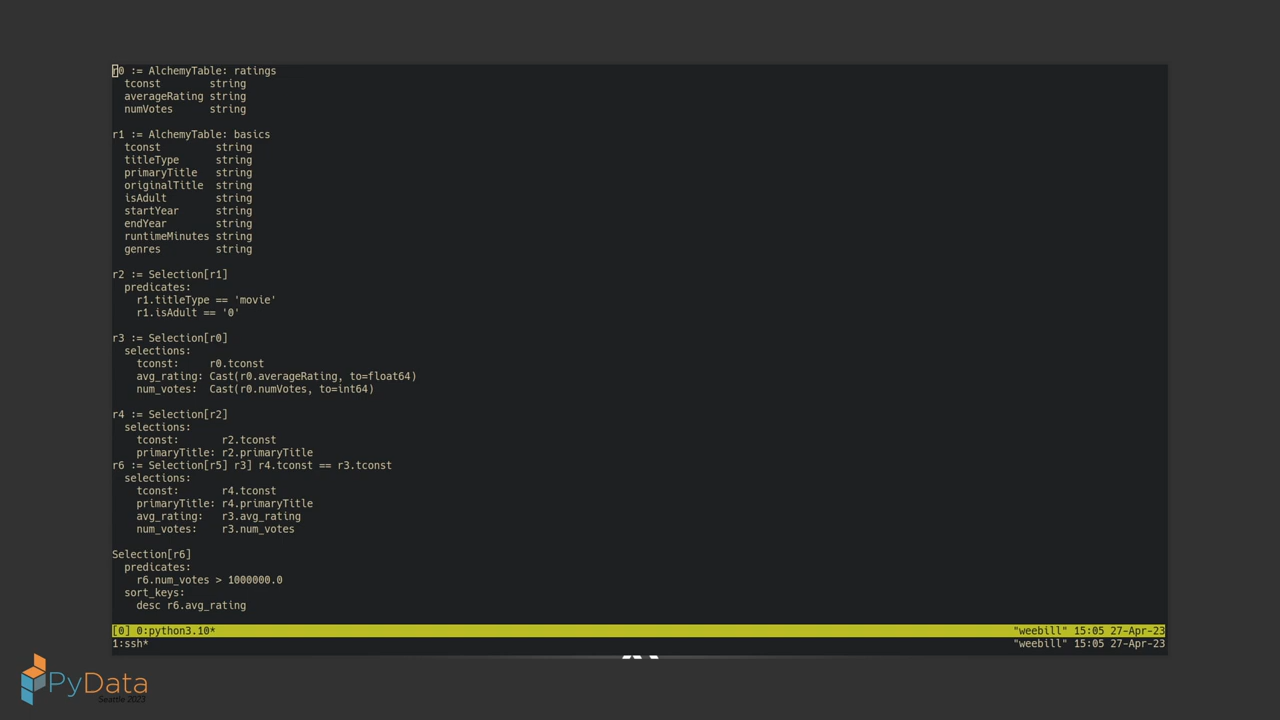 r0 := AlchemyTable: ratings
tconst string
averageRating string
numVotes string
r1 := AlchemyTable: basics
tconst string
titleType string
primaryTitle string
originalTitle string
isAdult string
startYear string
endYear string
runtimeMinutes string
genres string
r2 := Selection[r1]
predicates:
r1.titleType == 'movie'
r1.isAdult == '0'
r3 := Selection[r0]
selections:
tconst: r0.tconst
avg_rating: Cast(r0.averageRating, to=float64)
num_votes: Cast(r0.numVotes, to=int64)
r4 := Selection[r2]
selections:
tconst: r2.tconst
primaryTitle: r2.primaryTitle
r6 := Selection[r5] r3] r4.tconst == r3.tconst
selections:
tconst: r4.tconst
primaryTitle: r4.primaryTitle
avg_rating: r3.avg_rating
num_votes: r3.num_votes
Selection[r6]
predicates:
r6.num_votes > 1000000.0
sort_keys:
desc r6.avg_rating
[0] 0:python3.10* "weebill" 15:05 27-Apr-23
1:ssh* "weebill" 15:05 27-Apr-23
PyData
Seattle 2023